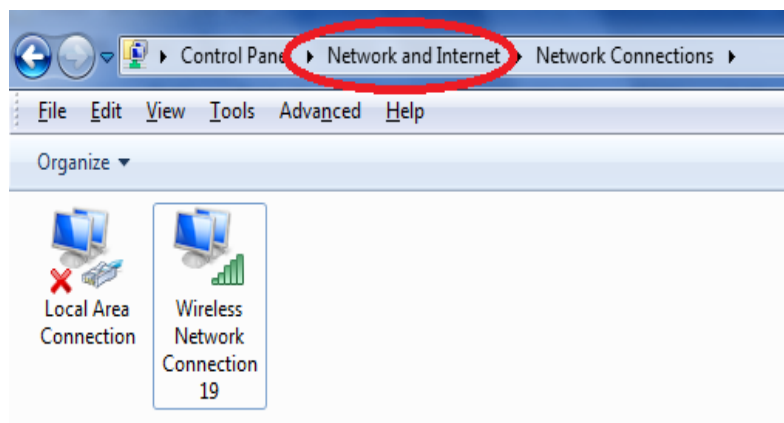 Control Pane Network and Internet Network Connections
File Edit View Tools Advanced Help
Organize
Local Area
Connection
Wireless
Network
Connection
19